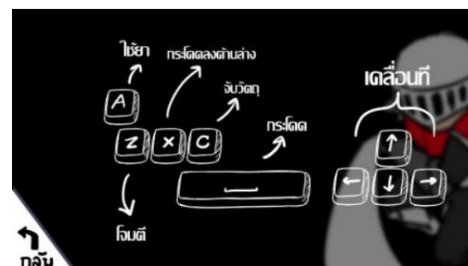 ใช้ยา
กระโดดลงด้านล่าง
จับวัตถุ
กระโดด
เคลื่อนที่
A
Z X C
↑
← ↓ →
โจมตี
กลับ